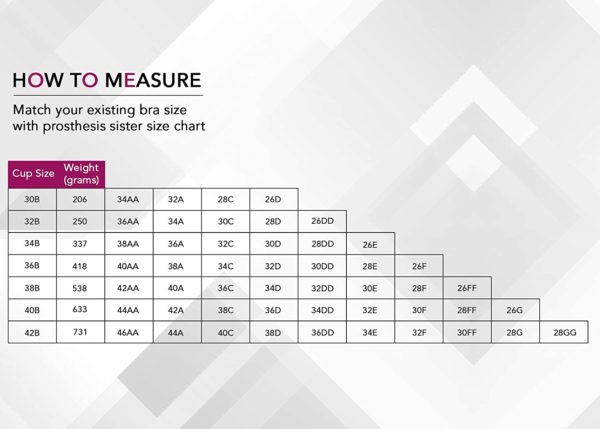 HOW TO MEASURE
Match your existing bra size
with prosthesis sister size chart
Cup Size Weight (grams)
30B 206 34AA 32A 28C 26D
32B 250 36AA 34A 30C 28D 26DD
34B 337 38AA 36A 32C 30D 28DD 26E
36B 418 40AA 38A 34C 32D 30DD 28E 26F
38B 538 42AA 40A 36C 34D 32DD 30E 28F 26FF
40B 633 44AA 42A 38C 36D 34DD 32E 30F 28FF 26G
42B 731 46AA 44A 40C 38D 36DD 34E 32F 30FF 28G 28GG